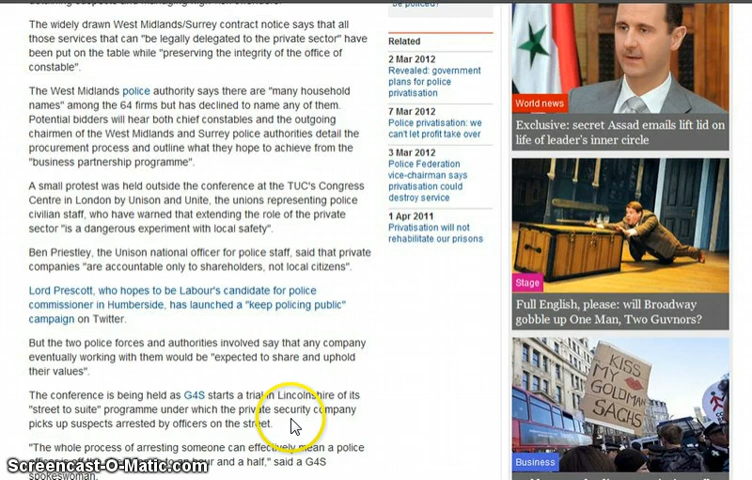 The widely drawn West Midlands/Surrey contract notice says that all
those services that can "be legally delegated to the private sector" have
been put on the table while "preserving the integrity of the office of
constable".
The West Midlands police authority says there are "many household
names" among the 64 firms but has declined to name any of them.
Potential bidders will hear both chief constables and the outgoing
chairmen of the West Midlands and Surrey police authorities detail the
procurement process and outline what they hope to achieve from the
"business partnership programme".
A small protest was held outside the conference at the TUC's Congress
Centre in London by Unison and Unite, the unions representing police
civilian staff, who have warned that extending the role of the private
sector "is a dangerous experiment with local safety".
Ben Priestley, the Unison national officer for police staff, said that private
companies "are accountable only to shareholders, not local citizens".
Lord Prescott, who hopes to be Labour's candidate for police
commissioner in Humberside, has launched a "keep policing public"
campaign on Twitter.
But the two police forces and authorities involved say that any company
eventually working with them would be "expected to share and uphold
their values".
The conference is being held as G4S starts a trial in Lincolnshire of its
"street to suite" programme under which the private security company
picks up suspects arrested by officers on the street.
"The whole process of arresting someone can effectively mean a police
hour and a half," said a G4S
spokeswoman.
be policed?
Related
2 Mar 2012
Revealed: government
plans for police
privatisation
7 Mar 2012
Police privatisation: we
can't let profit take over
3 Mar 2012
Police Federation
vice-chairman says
privatisation could
destroy service
1 Apr 2011
Privatisation will not
rehabilitate our prisons
World news
Exclusive: secret Assad emails lift lid on
life of leader's inner circle
Stage
Full English, please: will Broadway
gobble up One Man, Two Guvnors?
KISS
MY
GOLDMAN
SACHS
Business
Screencast-O-Matic.com